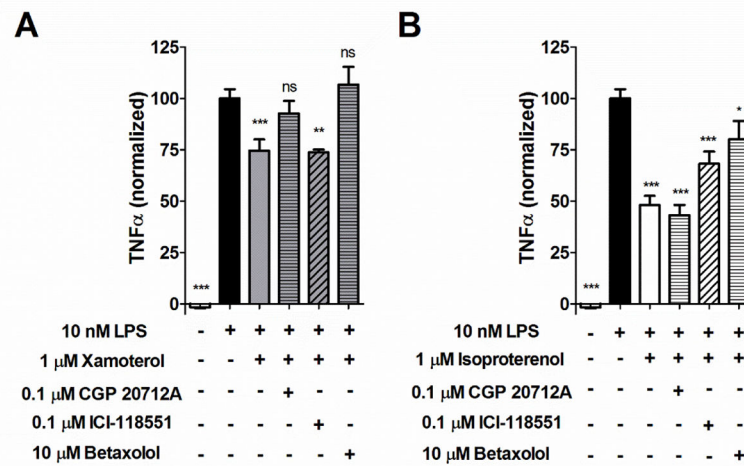 A
TNFα (normalized)
125
100
75
50
25
0
***
***
ns
**
ns
10 nM LPS - + + + + +
1 μM Xamoterol - - + + + +
0.1 μM CGP 20712A - - - + - -
0.1 μM ICI-118551 - - - - + -
10 μM Betaxolol - - - - - +
B
TNFα (normalized)
125
100
75
50
25
0
***
***
***
***
*
10 nM LPS - + + + + +
1 μM Isoproterenol - - + + + +
0.1 μM CGP 20712A - - - + - -
0.1 μM ICI-118551 - - - - + -
10 μM Betaxolol - - - - - +